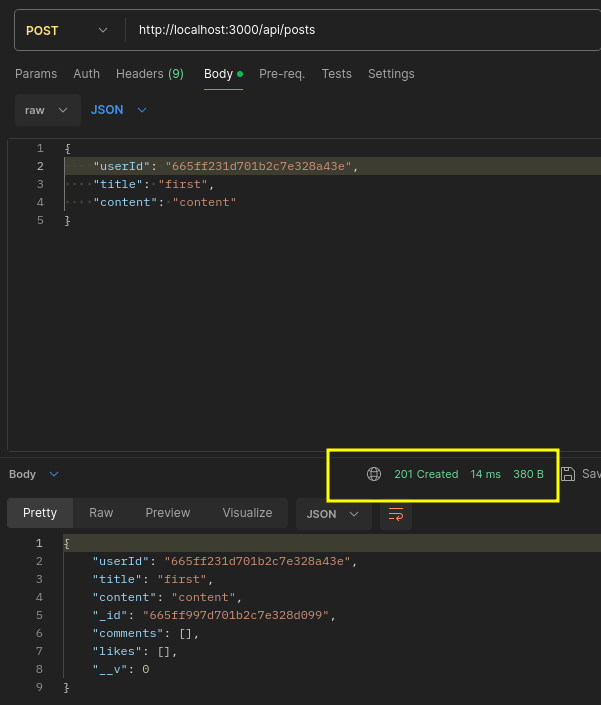 POST http://localhost:3000/api/posts
Params Auth Headers (9) Body Pre-req. Tests Settings
raw JSON
1 {
2 "userId": "665ff231d701b2c7e328a43e",
3 "title": "first",
4 "content": "content"
5 }
Body 201 Created 14 ms 380 B Sav
Pretty Raw Preview Visualize JSON
1 {
2 "userId": "665ff231d701b2c7e328a43e",
3 "title": "first",
4 "content": "content",
5 "_id": "665ff997d701b2c7e328d099",
6 "comments": [],
7 "likes": [],
8 "__v": 0
9 }